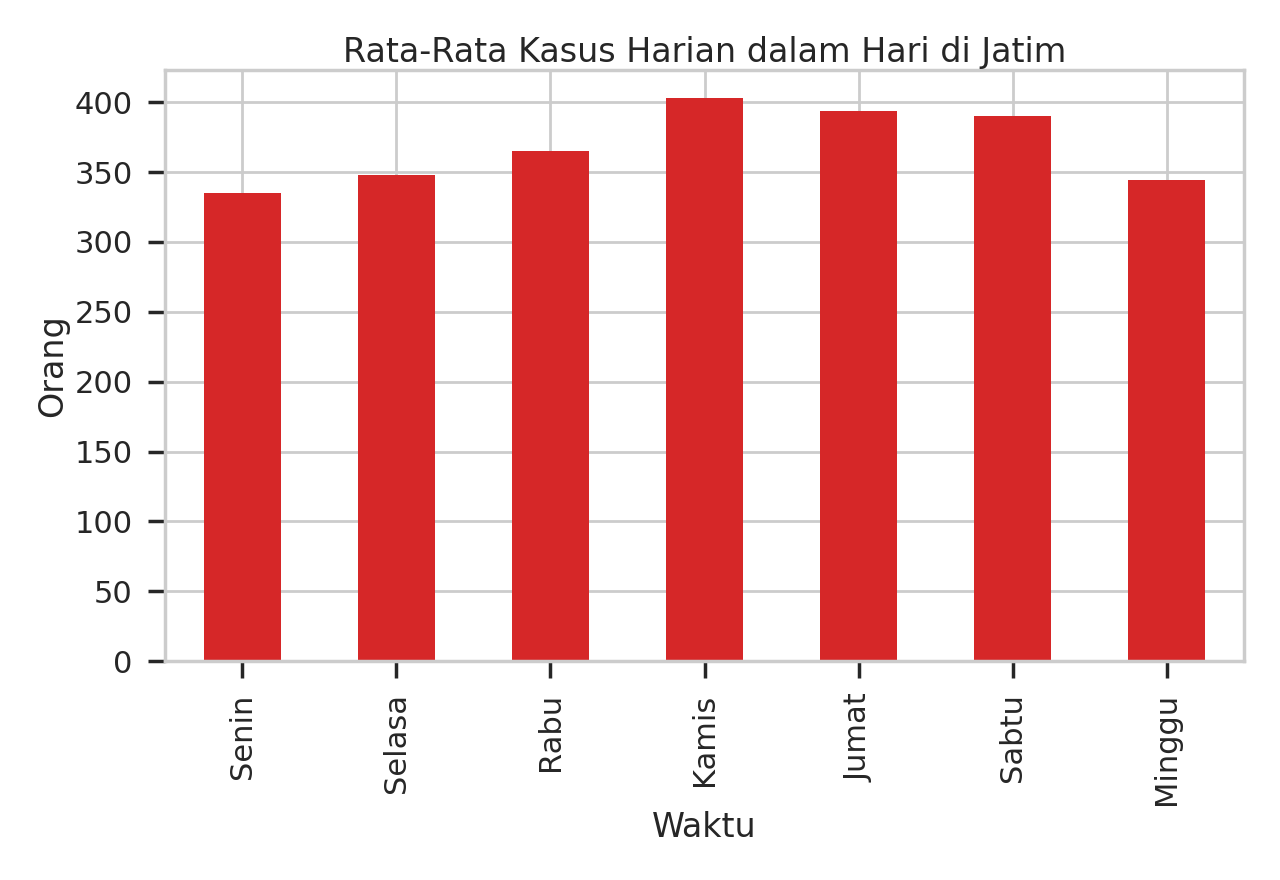 Rata-Rata Kasus Harian dalam Hari di Jatim
Orang
400
350
300
250
200
150
100
50
0
Senin
Selasa
Rabu
Kamis
Jumat
Sabtu
Minggu
Waktu